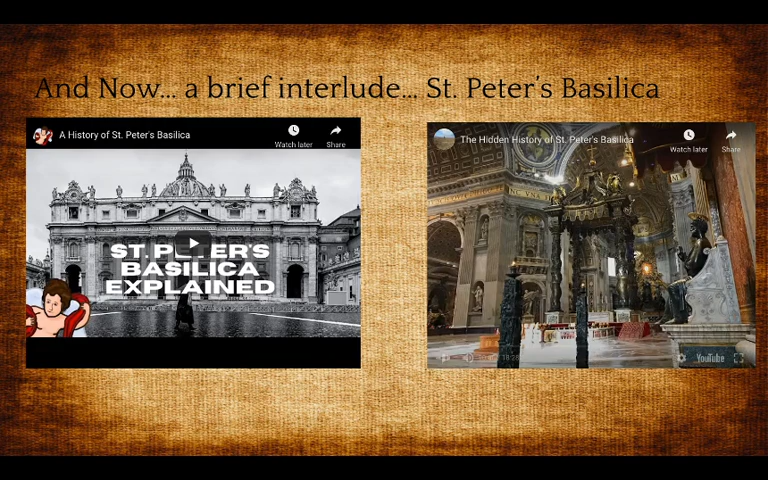 And Now... a brief interlude... St. Peter's Basilica
A History of St. Peter's Basilica
Watch later
Share
ST. PETER'S
BASILICA
EXPLAINED
The Hidden History of St. Peter's Basilica
Watch later
Share
YouTube